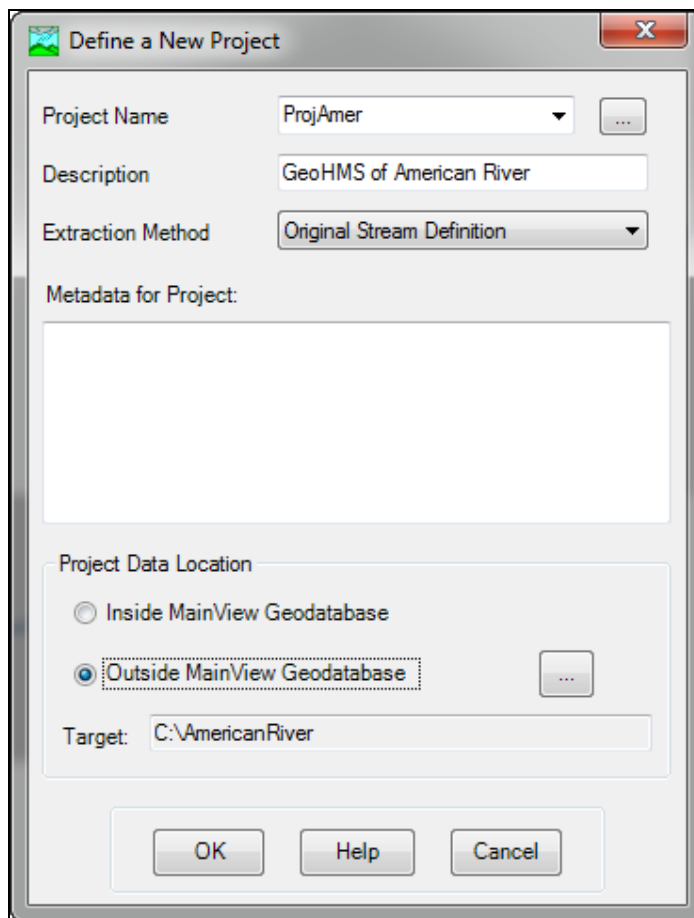 Define a New Project
Project Name ProjAmer ...
Description GeoHMS of American River
Extraction Method Original Stream Definition
Metadata for Project:
Project Data Location
Inside MainView Geodatabase
Outside MainView Geodatabase ...
Target: C:\AmericanRiver
OK Help Cancel